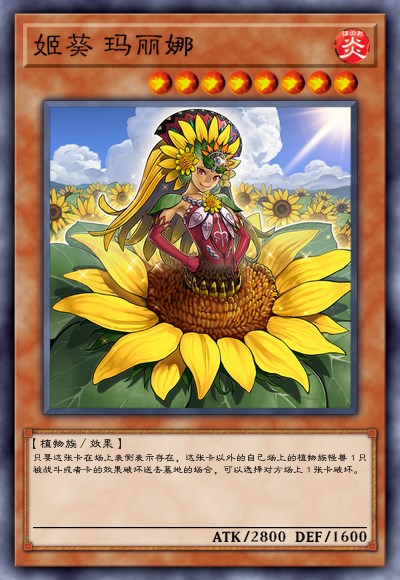 姬葵 玛丽娜
炎
ほのお
【植物族／效果】
只要这张卡在场上表侧表示存在，这张卡以外的自己场上的植物族怪兽１只
被战斗或者卡的效果破坏送去墓地的场合，可以选择对方场上１张卡破坏。
ATK/2800 DEF/1600